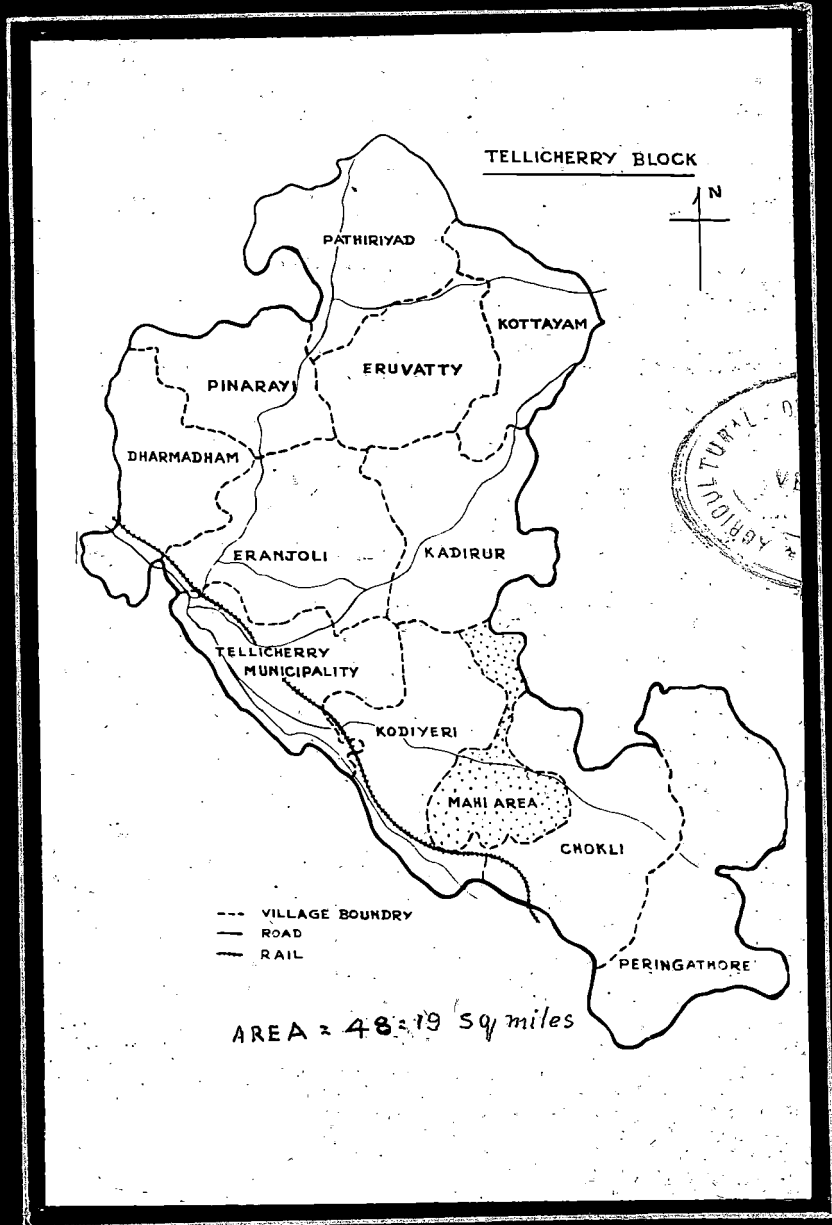 TELLICHERRY BLOCK
N
PATHIRIYAD
KOTTAYAM
ERUVATTY
PINARAYI
DHARMADHAM
ERANJOLI
KADIRUR
TELLICHERRY
MUNICIPALITY
KODIYERI
MAHI AREA
CHOKLI
PERINGATHORE
VILLAGE BOUNDRY
ROAD
RAIL
AREA = 48=19 Sq miles
AGRICULTURAL